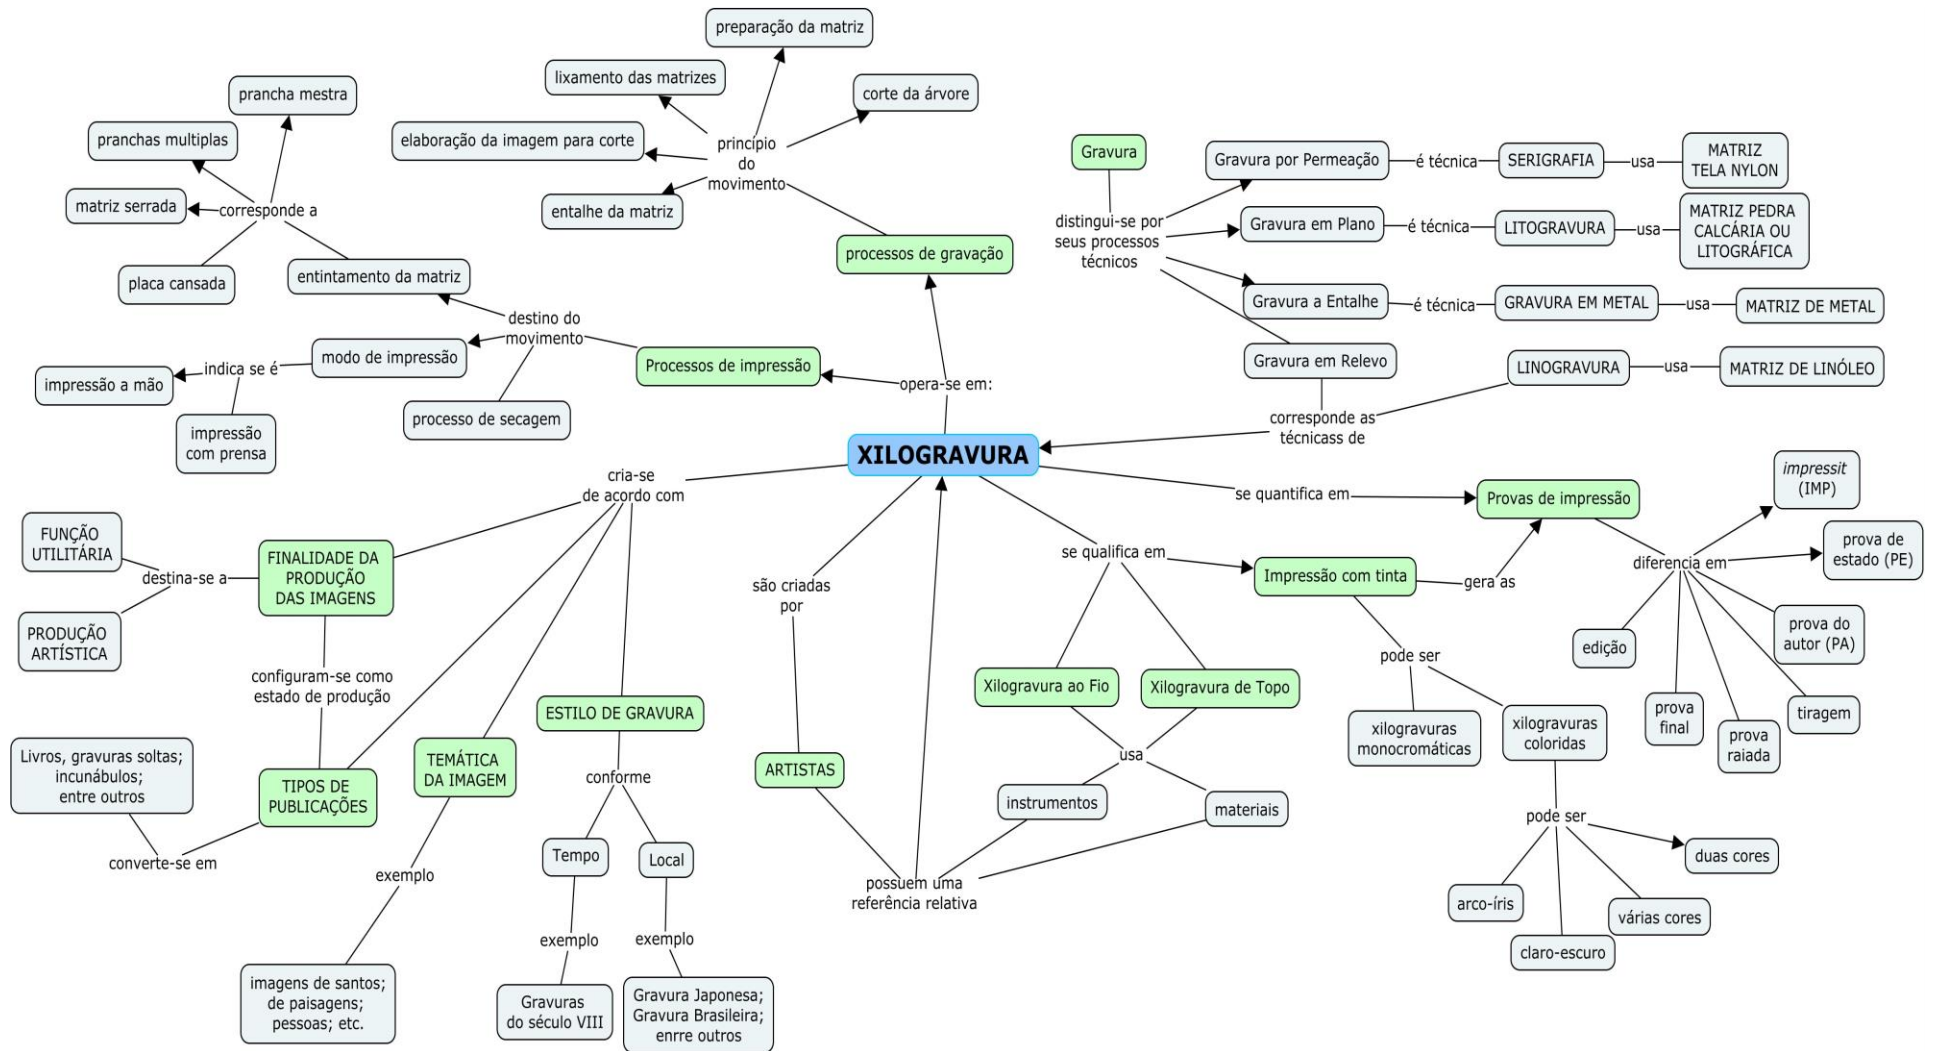 preparação da matriz
lixamento das matrizes
corte da árvore
prancha mestra
elaboração da imagem para corte
pranchas multiplas
princípio
do
movimento
entalhe da matriz
matriz serrada
corresponde a
processos de gravação
placa cansada
entintamento da matriz
destino do
movimento
modo de impressão
indica se é
impressão a mão
impressão
com prensa
processo de secagem
Processos de impressão
opera-se em:
Gravura
distingui-se por
seus processos
técnicos
Gravura por Permeação
é técnica
SERIGRAFIA
usa
MATRIZ
TELA NYLON
Gravura em Plano
é técnica
LITOGRAVURA
usa
MATRIZ PEDRA
CALCÁRIA OU
LITOGRÁFICA
Gravura a Entalhe
é técnica
GRAVURA EM METAL
usa
MATRIZ DE METAL
Gravura em Relevo
LINOGRAVURA
usa
MATRIZ DE LINÓLEO
corresponde as
técnicass de
XILOGRAVURA
cria-se
de acordo com
FUNÇÃO
UTILITÁRIA
destina-se a
PRODUÇÃO
ARTÍSTICA
FINALIDADE DA
PRODUÇÃO
DAS IMAGENS
configuram-se como
estado de produção
Livros, gravuras soltas;
incunábulos;
entre outros
converte-se em
TIPOS DE
PUBLICAÇÕES
TEMÁTICA
DA IMAGEM
exemplo
imagens de santos;
de paisagens;
pessoas; etc.
ESTILO DE GRAVURA
conforme
Tempo
Local
exemplo
exemplo
Gravuras
do século VIII
Gravura Japonesa;
Gravura Brasileira;
enrre outros
são criadas
por
ARTISTAS
possuem uma
referência relativa
se qualifica em
Xilogravura ao Fio
Xilogravura de Topo
usa
instrumentos
materiais
Impressão com tinta
gera as
pode ser
xilogravuras
monocromáticas
xilogravuras
coloridas
pode ser
arco-íris
claro-escuro
várias cores
duas cores
se quantifica em
Provas de impressão
diferencia em
impressit
(IMP)
prova de
estado (PE)
prova do
autor (PA)
tiragem
prova
raiada
prova
final
edição